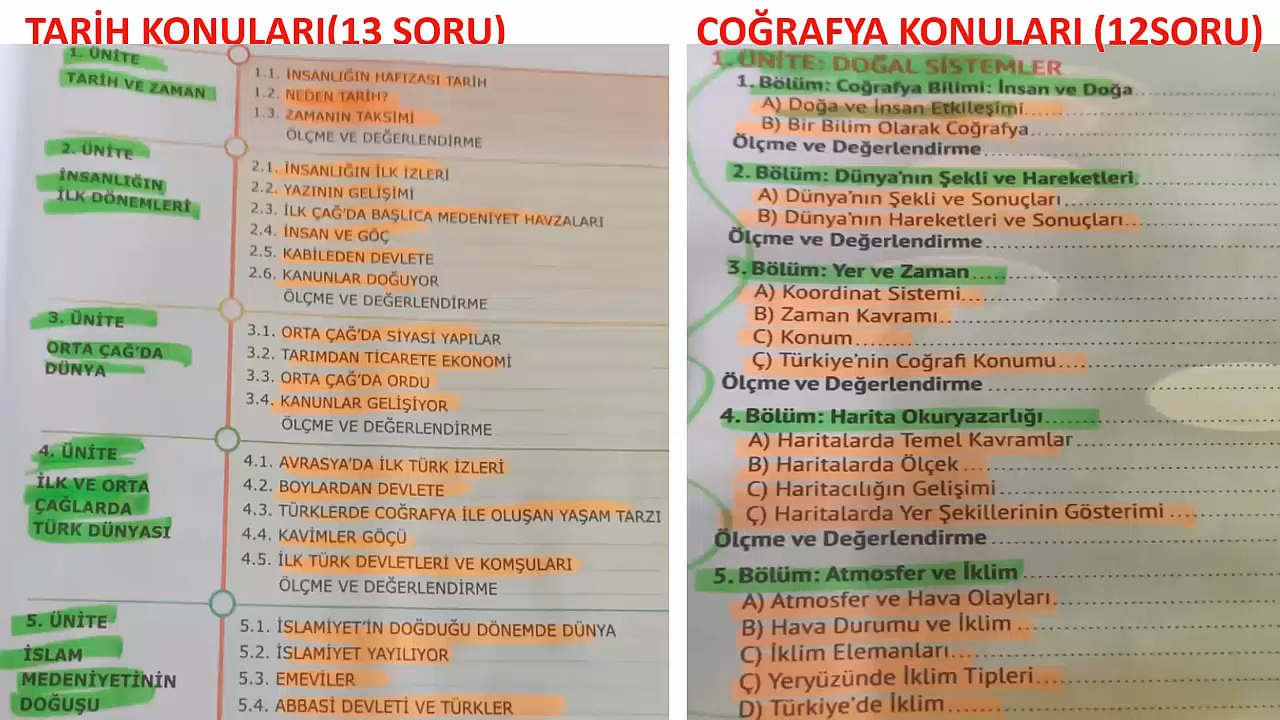 TARİH KONULARI(13 SORU)
1. ÜNİTE
TARİH VE ZAMAN
1.1. İNSANLIĞIN HAFIZASI TARİH
1.2. NEDEN TARİH?
1.3. ZAMANIN TAKSİMİ
ÖLÇME VE DEĞERLENDİRME
2. ÜNİTE
İNSANLIĞIN
İLK DÖNEMLERİ
2.1. İNSANLIĞIN İLK İZLERİ
2.2. YAZININ GELİŞİMİ
2.3. İLK ÇAĞ'DA BAŞLICA MEDENİYET HAVZALARI
2.4. İNSAN VE GÖÇ
2.5. KABİLEDEN DEVLETE
2.6. KANUNLAR DOĞUYOR
ÖLÇME VE DEĞERLENDİRME
3. ÜNİTE
ORTA ÇAĞ'DA
DÜNYA
3.1. ORTA ÇAĞ'DA SİYASİ YAPILAR
3.2. TARIMDAN TİCARETE EKONOMİ
3.3. ORTA ÇAĞ'DA ORDU
3.4. KANUNLAR GELİŞİYOR
ÖLÇME VE DEĞERLENDİRME
4. ÜNİTE
İLK VE ORTA
ÇAĞLARDA
TÜRK DÜNYASI
4.1. AVRASYA'DA İLK TÜRK İZLERİ
4.2. BOYLARDAN DEVLETE
4.3. TÜRKLERDE COĞRAFYA İLE OLUŞAN YAŞAM TARZI
4.4. KAVİMLER GÖÇÜ
4.5. İLK TÜRK DEVLETLERİ VE KOMŞULARI
ÖLÇME VE DEĞERLENDİRME
5. ÜNİTE
İSLAM
MEDENİYETİNİN
DOĞUŞU
5.1. İSLAMİYET'İN DOĞDUĞU DÖNEMDE DÜNYA
5.2. İSLAMİYET YAYILIYOR
5.3. EMEVİLER
5.4. ABBASİ DEVLETİ VE TÜRKLER
COĞRAFYA KONULARI (12SORU)
1. ÜNİTE: DOĞAL SİSTEMLER
1. Bölüm: Coğrafya Bilimi: İnsan ve Doğa
A) Doğa ve İnsan Etkileşimi
B) Bir Bilim Olarak Coğrafya
Ölçme ve Değerlendirme
2. Bölüm: Dünya'nın Şekli ve Hareketleri
A) Dünya'nın Şekli ve Sonuçları
B) Dünya'nın Hareketleri ve Sonuçları
Ölçme ve Değerlendirme
3. Bölüm: Yer ve Zaman
A) Koordinat Sistemi
B) Zaman Kavramı
C) Konum
Ç) Türkiye'nin Coğrafi Konumu
Ölçme ve Değerlendirme
4. Bölüm: Harita Okuryazarlığı
A) Haritalarda Temel Kavramlar
B) Haritalarda Ölçek
C) Haritacılığın Gelişimi
Ç) Haritalarda Yer Şekillerinin Gösterimi
Ölçme ve Değerlendirme
5. Bölüm: Atmosfer ve İklim
A) Atmosfer ve Hava Olayları
B) Hava Durumu ve İklim
C) İklim Elemanları
Ç) Yeryüzünde İklim Tipleri
D) Türkiye'de İklim